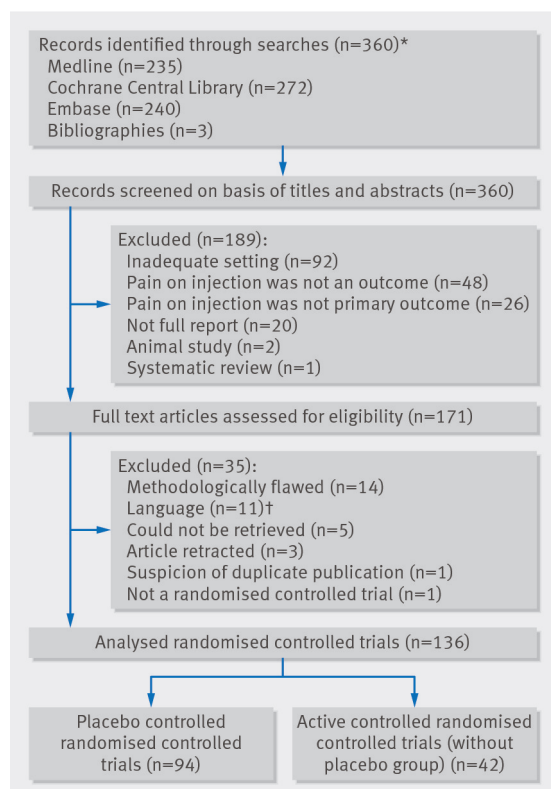 Records identified through searches (n=360)*
Medline (n=235)
Cochrane Central Library (n=272)
Embase (n=240)
Bibliographies (n=3)
Records screened on basis of titles and abstracts (n=360)
Excluded (n=189):
Inadequate setting (n=92)
Pain on injection was not an outcome (n=48)
Pain on injection was not primary outcome (n=26)
Not full report (n=20)
Animal study (n=2)
Systematic review (n=1)
Full text articles assessed for eligibility (n=171)
Excluded (n=35):
Methodologically flawed (n=14)
Language (n=11)†
Could not be retrieved (n=5)
Article retracted (n=3)
Suspicion of duplicate publication (n=1)
Not a randomised controlled trial (n=1)
Analysed randomised controlled trials (n=136)
Placebo controlled
randomised controlled
trials (n=94)
Active controlled randomised
controlled trials (without
placebo group) (n=42)